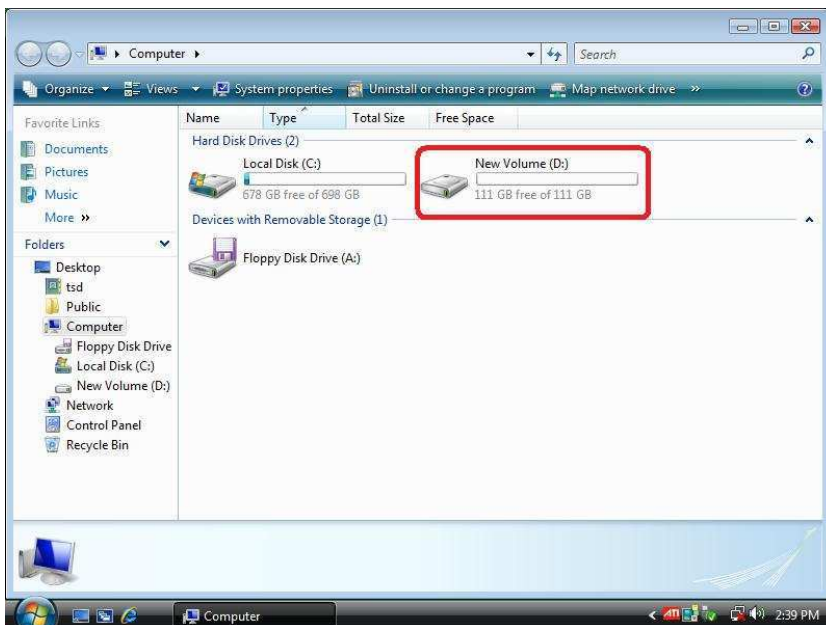 Computer
Search
Organize Views System properties Uninstall or change a program Map network drive »
Favorite Links
Documents
Pictures
Music
More »
Folders
Desktop
tsd
Public
Computer
Floppy Disk Drive
Local Disk (C:)
New Volume (D:)
Network
Control Panel
Recycle Bin
Name Type Total Size Free Space
Hard Disk Drives (2)
Local Disk (C:)
678 GB free of 698 GB
New Volume (D:)
111 GB free of 111 GB
Devices with Removable Storage (1)
Floppy Disk Drive (A:)
Computer
ATI
2:39 PM